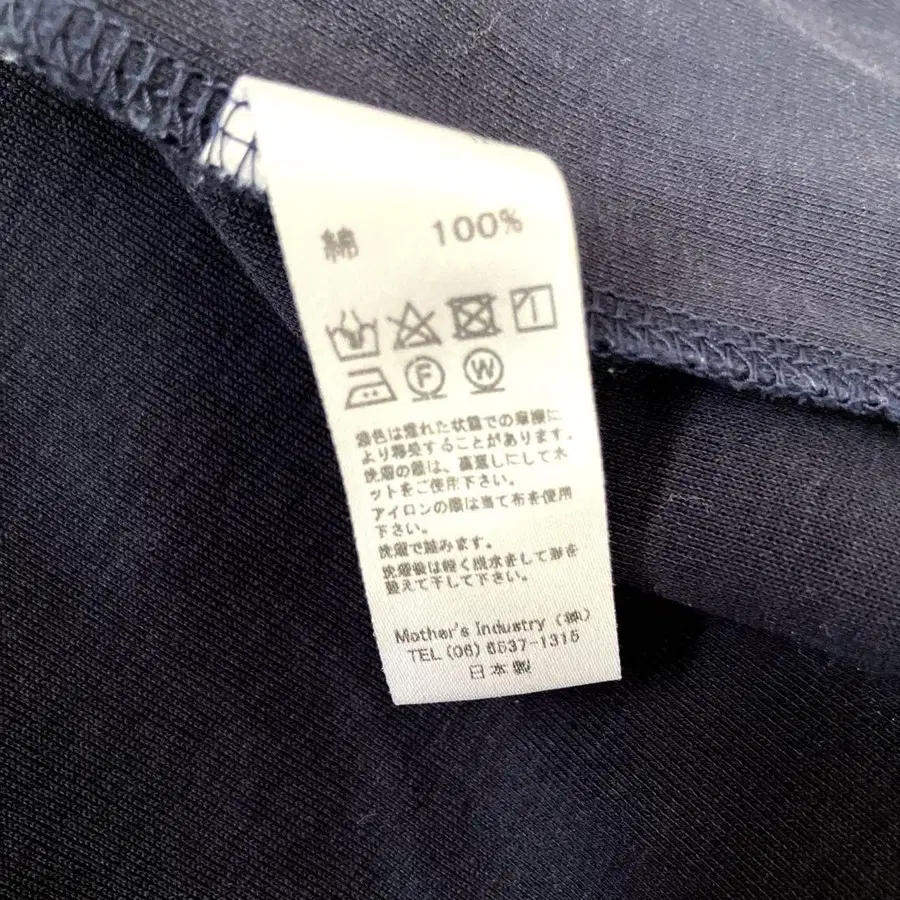 綿 100%
F W
濃色は濡れた状態での摩擦に
より移染することがあります。
洗濯の際は、裏返しにしてネ
ットをご使用下さい。
アイロンの際は当て布を使用
下さい。
洗濯で縮みます。
洗濯後は軽く脱水をして形を
整えて干して下さい。
Mother's Industry (株)
TEL (06) 6537-1315
日本製